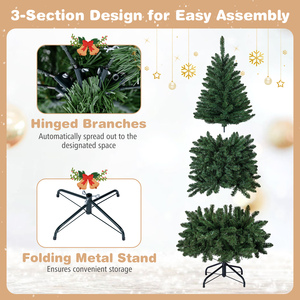 3-Section Design for Easy Assembly
Hinged Branches
Automatically spread out to the
designated space
Folding Metal Stand
Ensures convenient storage